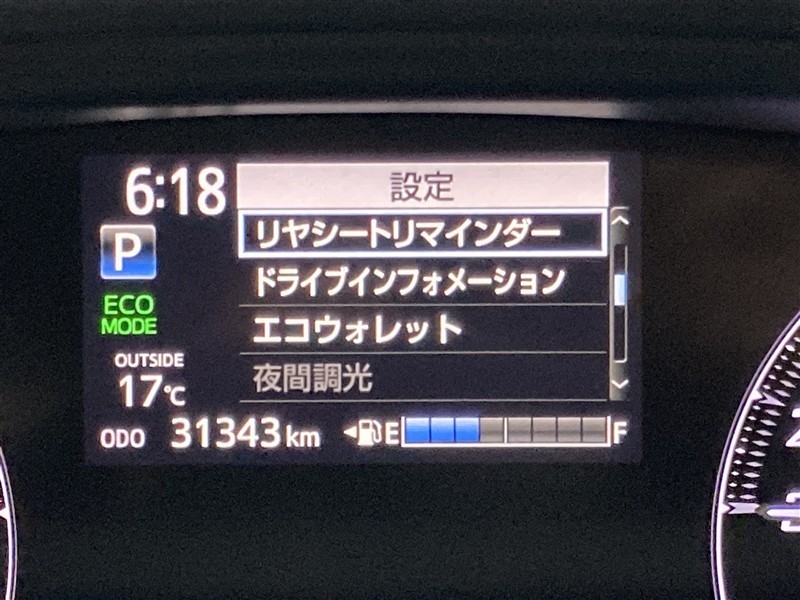 6:18
設定
P
リヤシートリマインダー
ドライブインフォメーション
ECO
MODE
エコウォレット
OUTSIDE
17℃
夜間調光
ODO 31343km
E F